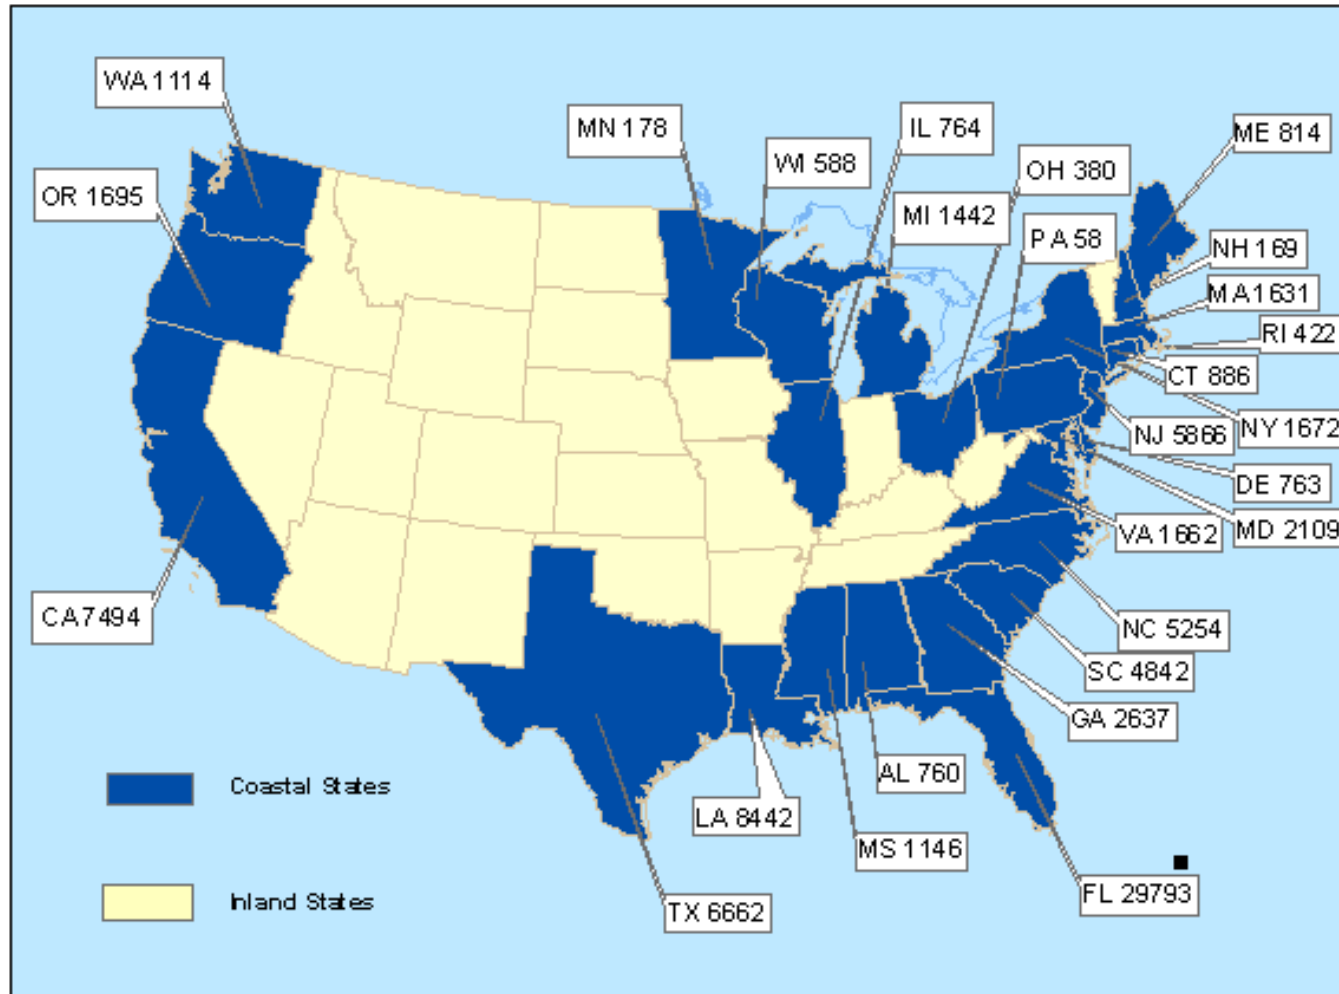 WA 1114
OR 1695
CA 7494
MN 178
WI 588
IL 764
MI 1442
OH 380
PA 58
ME 814
NH 169
MA 1631
RI 422
CT 886
NY 1672
NJ 5866
DE 763
MD 2109
VA 1662
NC 5254
SC 4842
GA 2637
AL 760
LA 8442
MS 1146
FL 29793
TX 6662
Coastal States
Inland States